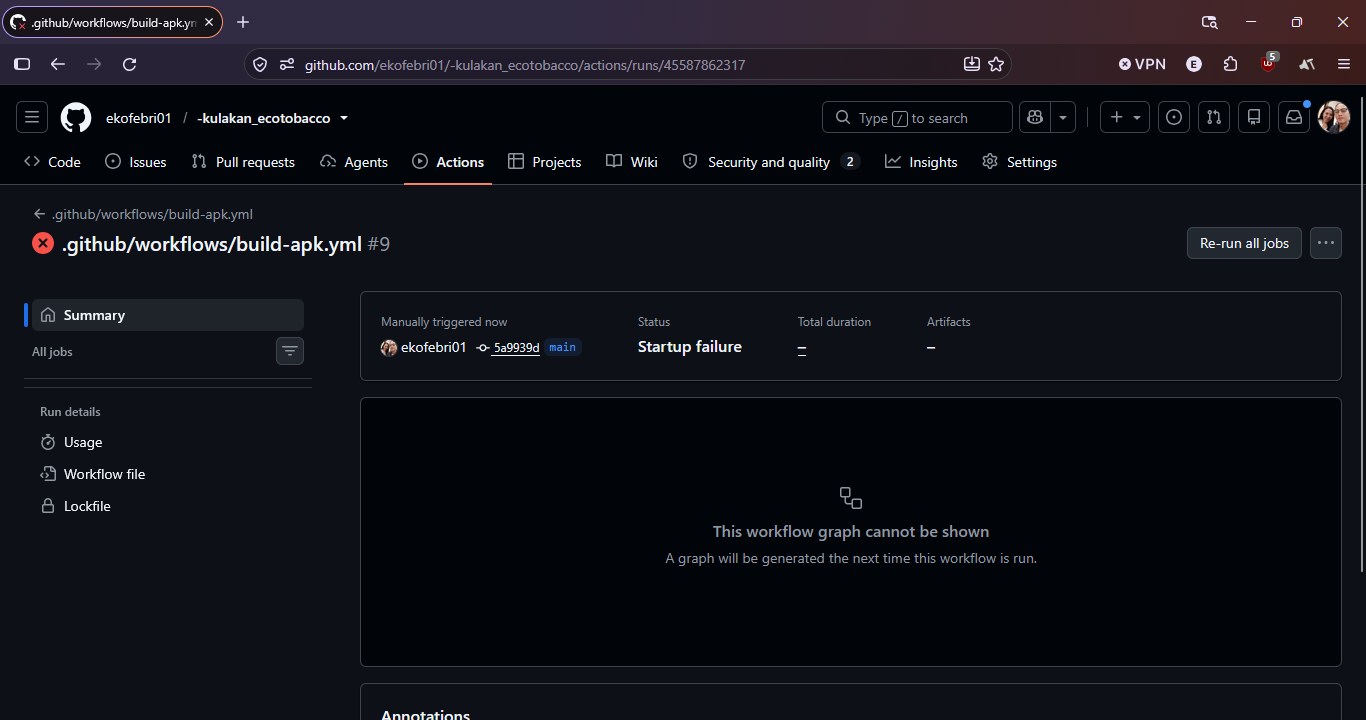 .github/workflows/build-apk.yn
github.com/ekofebri01/-kulakan_ecotobacco/actions/runs/45587862317
VPN
E
5
ekofebri01 / -kulakan_ecotobacco
Type / to search
Code
Issues
Pull requests
Agents
Actions
Projects
Wiki
Security and quality 2
Insights
Settings
.github/workflows/build-apk.yml
.github/workflows/build-apk.yml #9
Re-run all jobs
Summary
All jobs
Run details
Usage
Workflow file
Lockfile
Manually triggered now
ekofebri01 5a9939d main
Status
Startup failure
Total duration
–
Artifacts
–
This workflow graph cannot be shown
A graph will be generated the next time this workflow is run.
Annotations